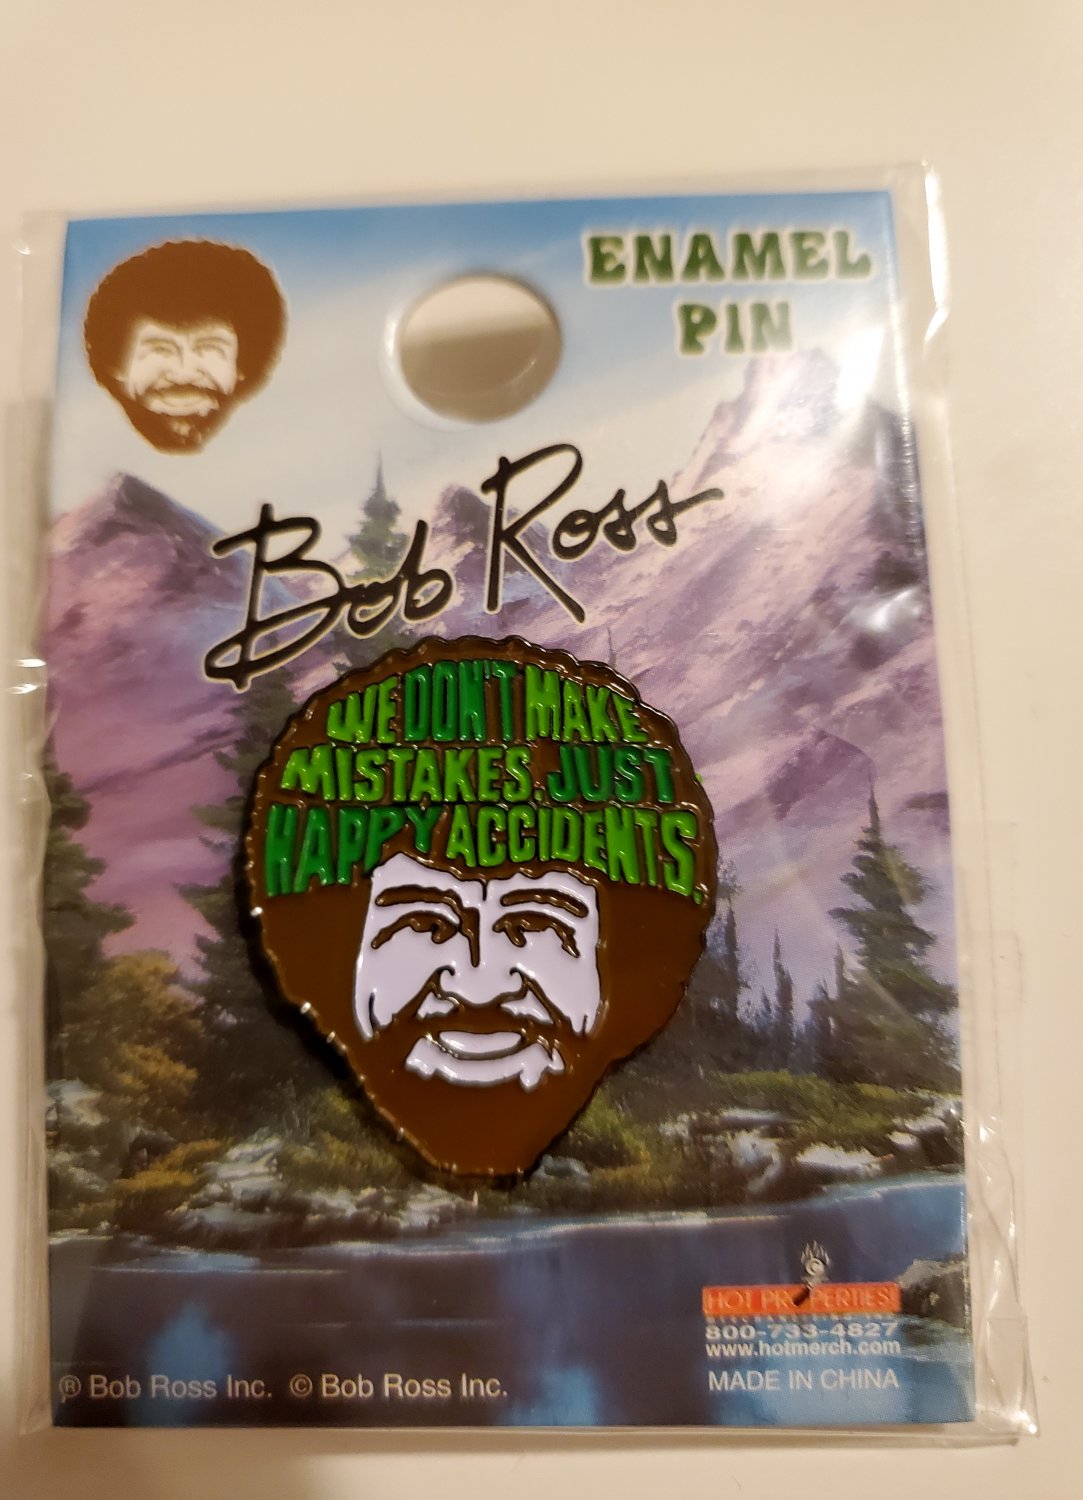 ENAMEL
PIN
Bob Ross
WE DON'T MAKE
MISTAKES. JUST
HAPPY ACCIDENTS.
HOT PROPERTIES!
800-733-4827
www.hotmerch.com
MADE IN CHINA
® Bob Ross Inc. © Bob Ross Inc.